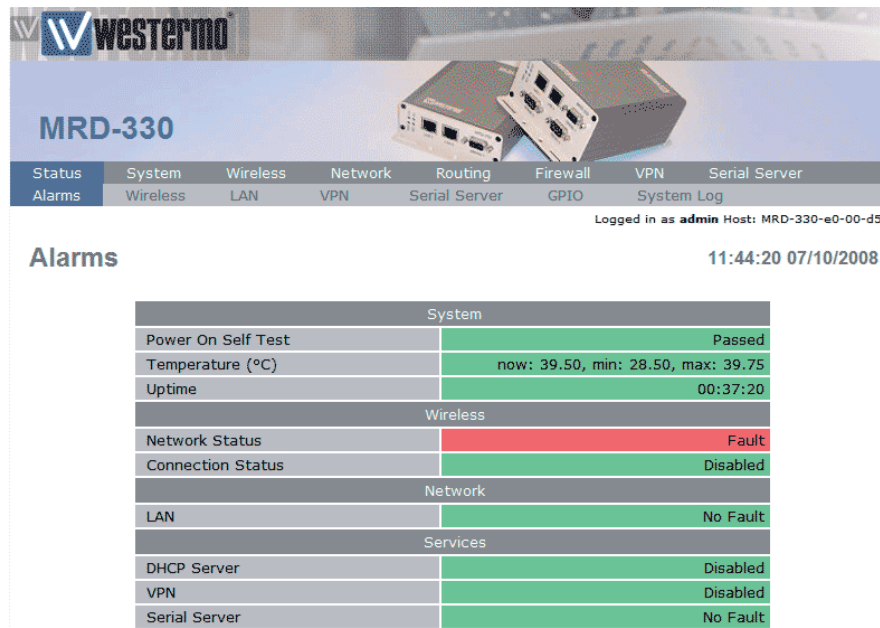 westermo®
MRD-330
Status System Wireless Network Routing Firewall VPN Serial Server
Alarms Wireless LAN VPN Serial Server GPIO System Log
Logged in as admin Host: MRD-330-e0-00-d5
Alarms
11:44:20 07/10/2008
System
Power On Self Test Passed
Temperature (°C) now: 39.50, min: 28.50, max: 39.75
Uptime 00:37:20
Wireless
Network Status Fault
Connection Status Disabled
Network
LAN No Fault
Services
DHCP Server Disabled
VPN Disabled
Serial Server No Fault